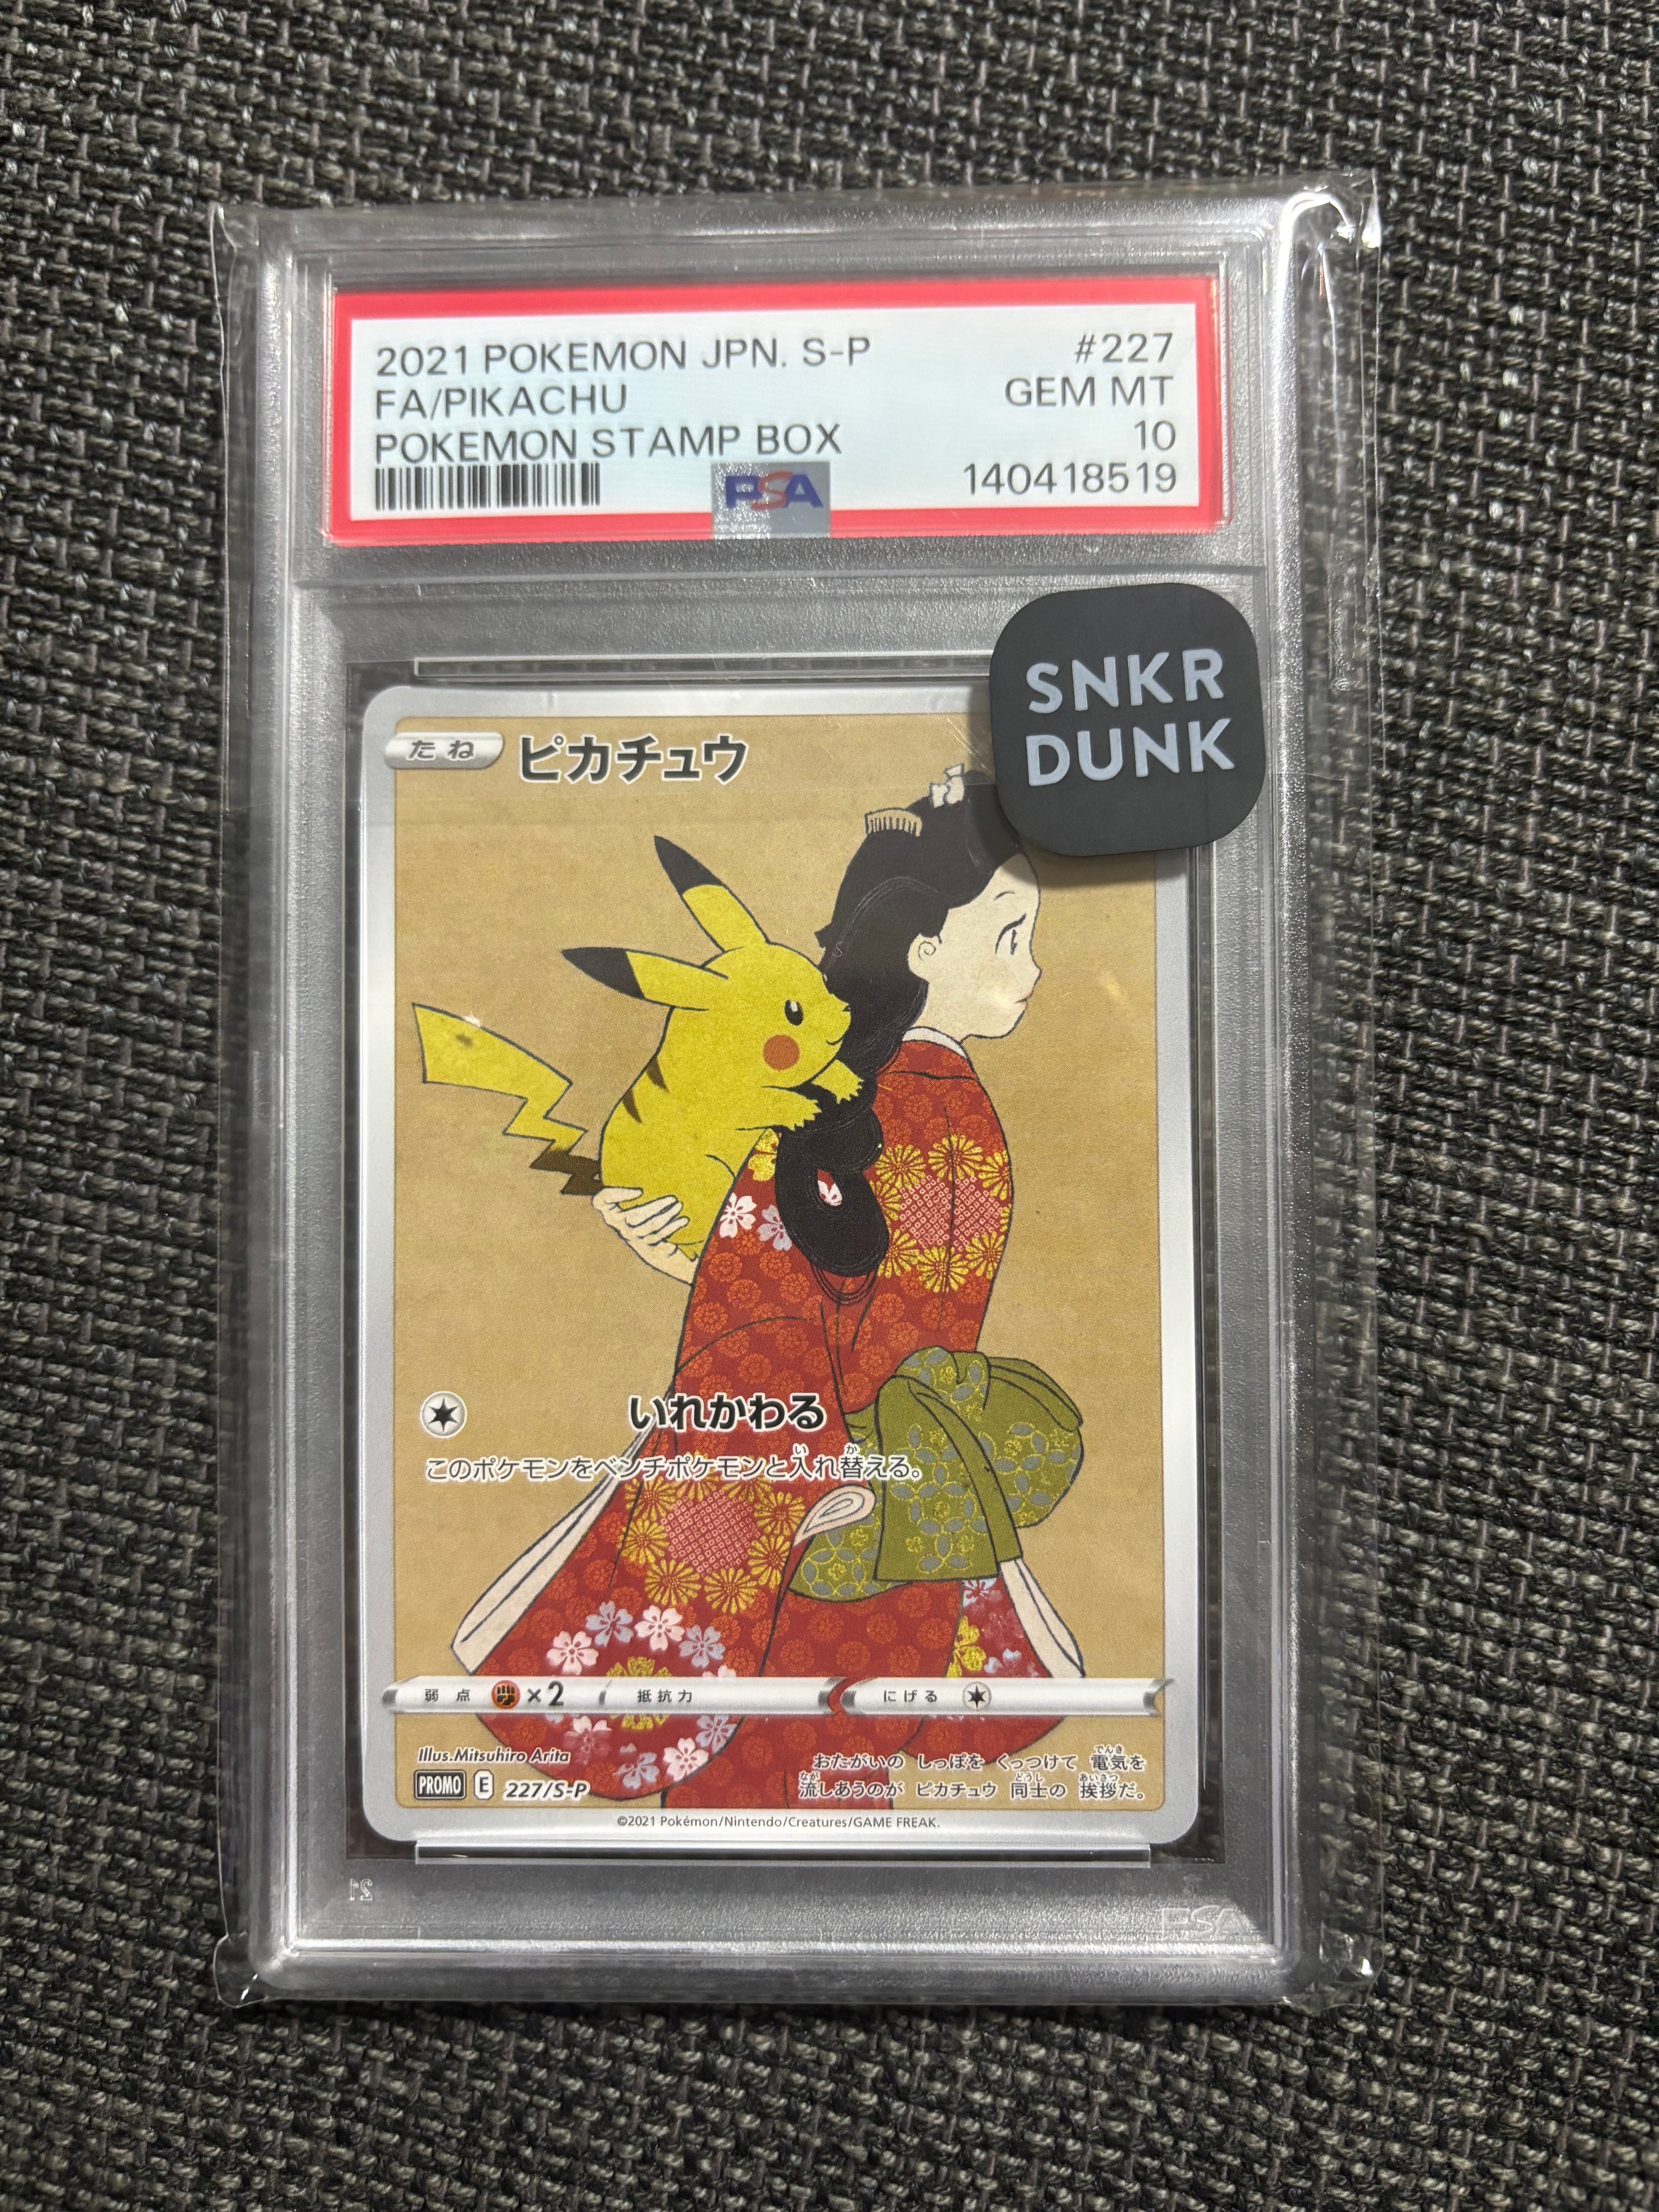 2021 POKEMON JPN. S-P #227
FA/PIKACHU GEM MT
POKEMON STAMP BOX 10
PSA 140418519
SNKR
DUNK
たね ピカチュウ
いれかわる
このポケモンをベンチポケモンと入れ替える。
弱点 ×2 抵抗力 にげる
Illus. Mitsuhiro Arita
PROMO E 227/S-P
おたがいの しっぽを くっつけて 電気を
流しあうのが ピカチュウ 同士の 挨拶だ。
©2021 Pokémon/Nintendo/Creatures/GAME FREAK.
PSA